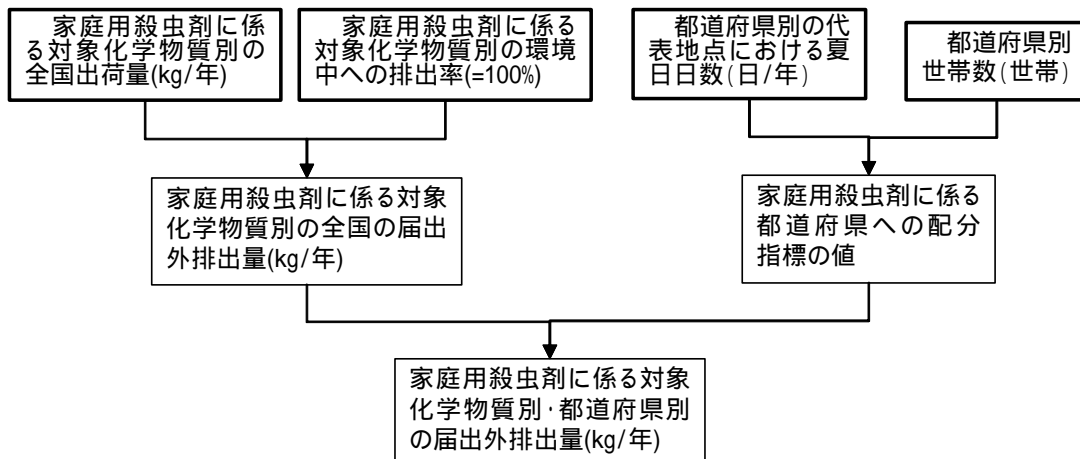 家庭用殺虫剤に係
る対象化学物質別の
全国出荷量(kg/年)
家庭用殺虫剤に係る
対象化学物質別の環境
中への排出率(=100%)
都道府県別の代
表地点における夏
日日数(日/年)
都道府県別
世帯数(世帯)
家庭用殺虫剤に係る対象
化学物質別の全国の届出
外排出量(kg/年)
家庭用殺虫剤に係る
都道府県への配分
指標の値
家庭用殺虫剤に係る対象
化学物質別・都道府県別
の届出外排出量(kg/年)